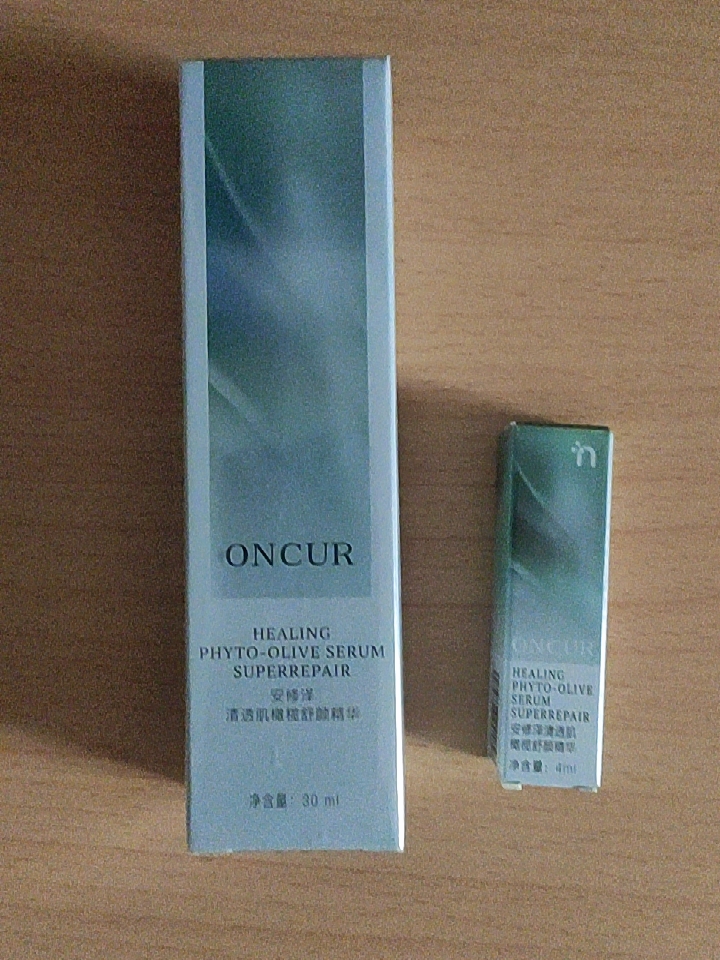 ONCUR
HEALING
PHYTO-OLIVE SERUM
SUPERREPAIR
安修泽
清透肌橄榄舒颜精华
净含量：30 ml
n
ONCUR
HEALING
PHYTO-OLIVE
SERUM
SUPERREPAIR
安修泽清透肌
橄榄舒颜精华
净含量：4ml